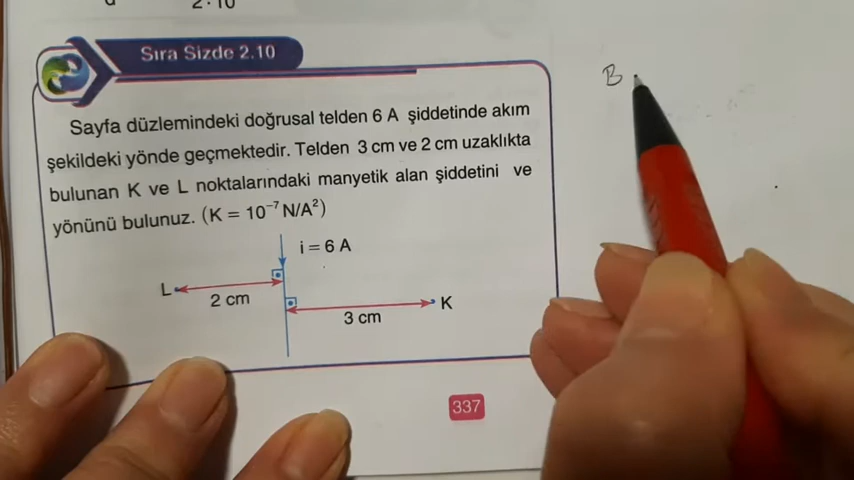 2·10
Sıra Sizde 2.10
Sayfa düzlemindeki doğrusal telden 6 A şiddetinde akım
şekildeki yönde geçmektedir. Telden 3 cm ve 2 cm uzaklıkta
bulunan K ve L noktalarındaki manyetik alan şiddetini ve
yönünü bulunuz. (K = 10⁻⁷ N/A²)
i = 6 A
L
2 cm
K
3 cm
337
B